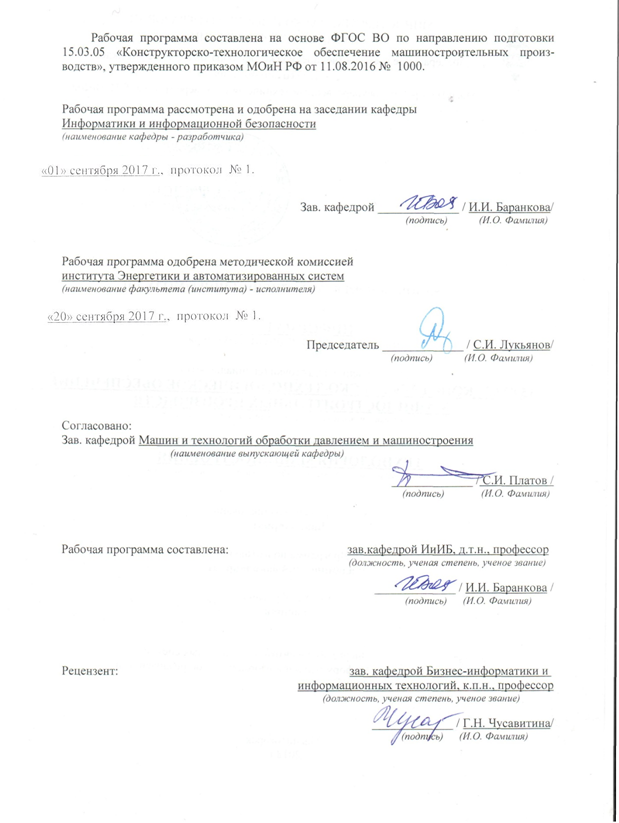 Рабочая программа составлена на основе ФГОС ВО по направлению подготовки
15.03.05 «Конструкторско-технологическое обеспечение машиностроительных произ-
водств», утвержденного приказом МОиН РФ от 11.08.2016 № 1000.
Рабочая программа рассмотрена и одобрена на заседании кафедры
Информатики и информационной безопасности
(наименование кафедры - разработчика)
«01» сентября 2017 г., протокол № 1.
Зав. кафедрой / И.И. Баранкова/
(подпись) (И.О. Фамилия)
Рабочая программа одобрена методической комиссией
института Энергетики и автоматизированных систем
(наименование факультета (института) - исполнителя)
«20» сентября 2017 г., протокол № 1.
Председатель / С.И. Лукьянов/
(подпись) (И.О. Фамилия)
Согласовано:
Зав. кафедрой Машин и технологий обработки давлением и машиностроения
(наименование выпускающей кафедры)
/ С.И. Платов /
(подпись) (И.О. Фамилия)
Рабочая программа составлена: зав.кафедрой ИиИБ, д.т.н., профессор
(должность, ученая степень, ученое звание)
/ И.И. Баранкова /
(подпись) (И.О. Фамилия)
Рецензент: зав. кафедрой Бизнес-информатики и
информационных технологий, к.п.н., профессор
(должность, ученая степень, ученое звание)
/ Г.Н. Чусавитина/
(подпись) (И.О. Фамилия)